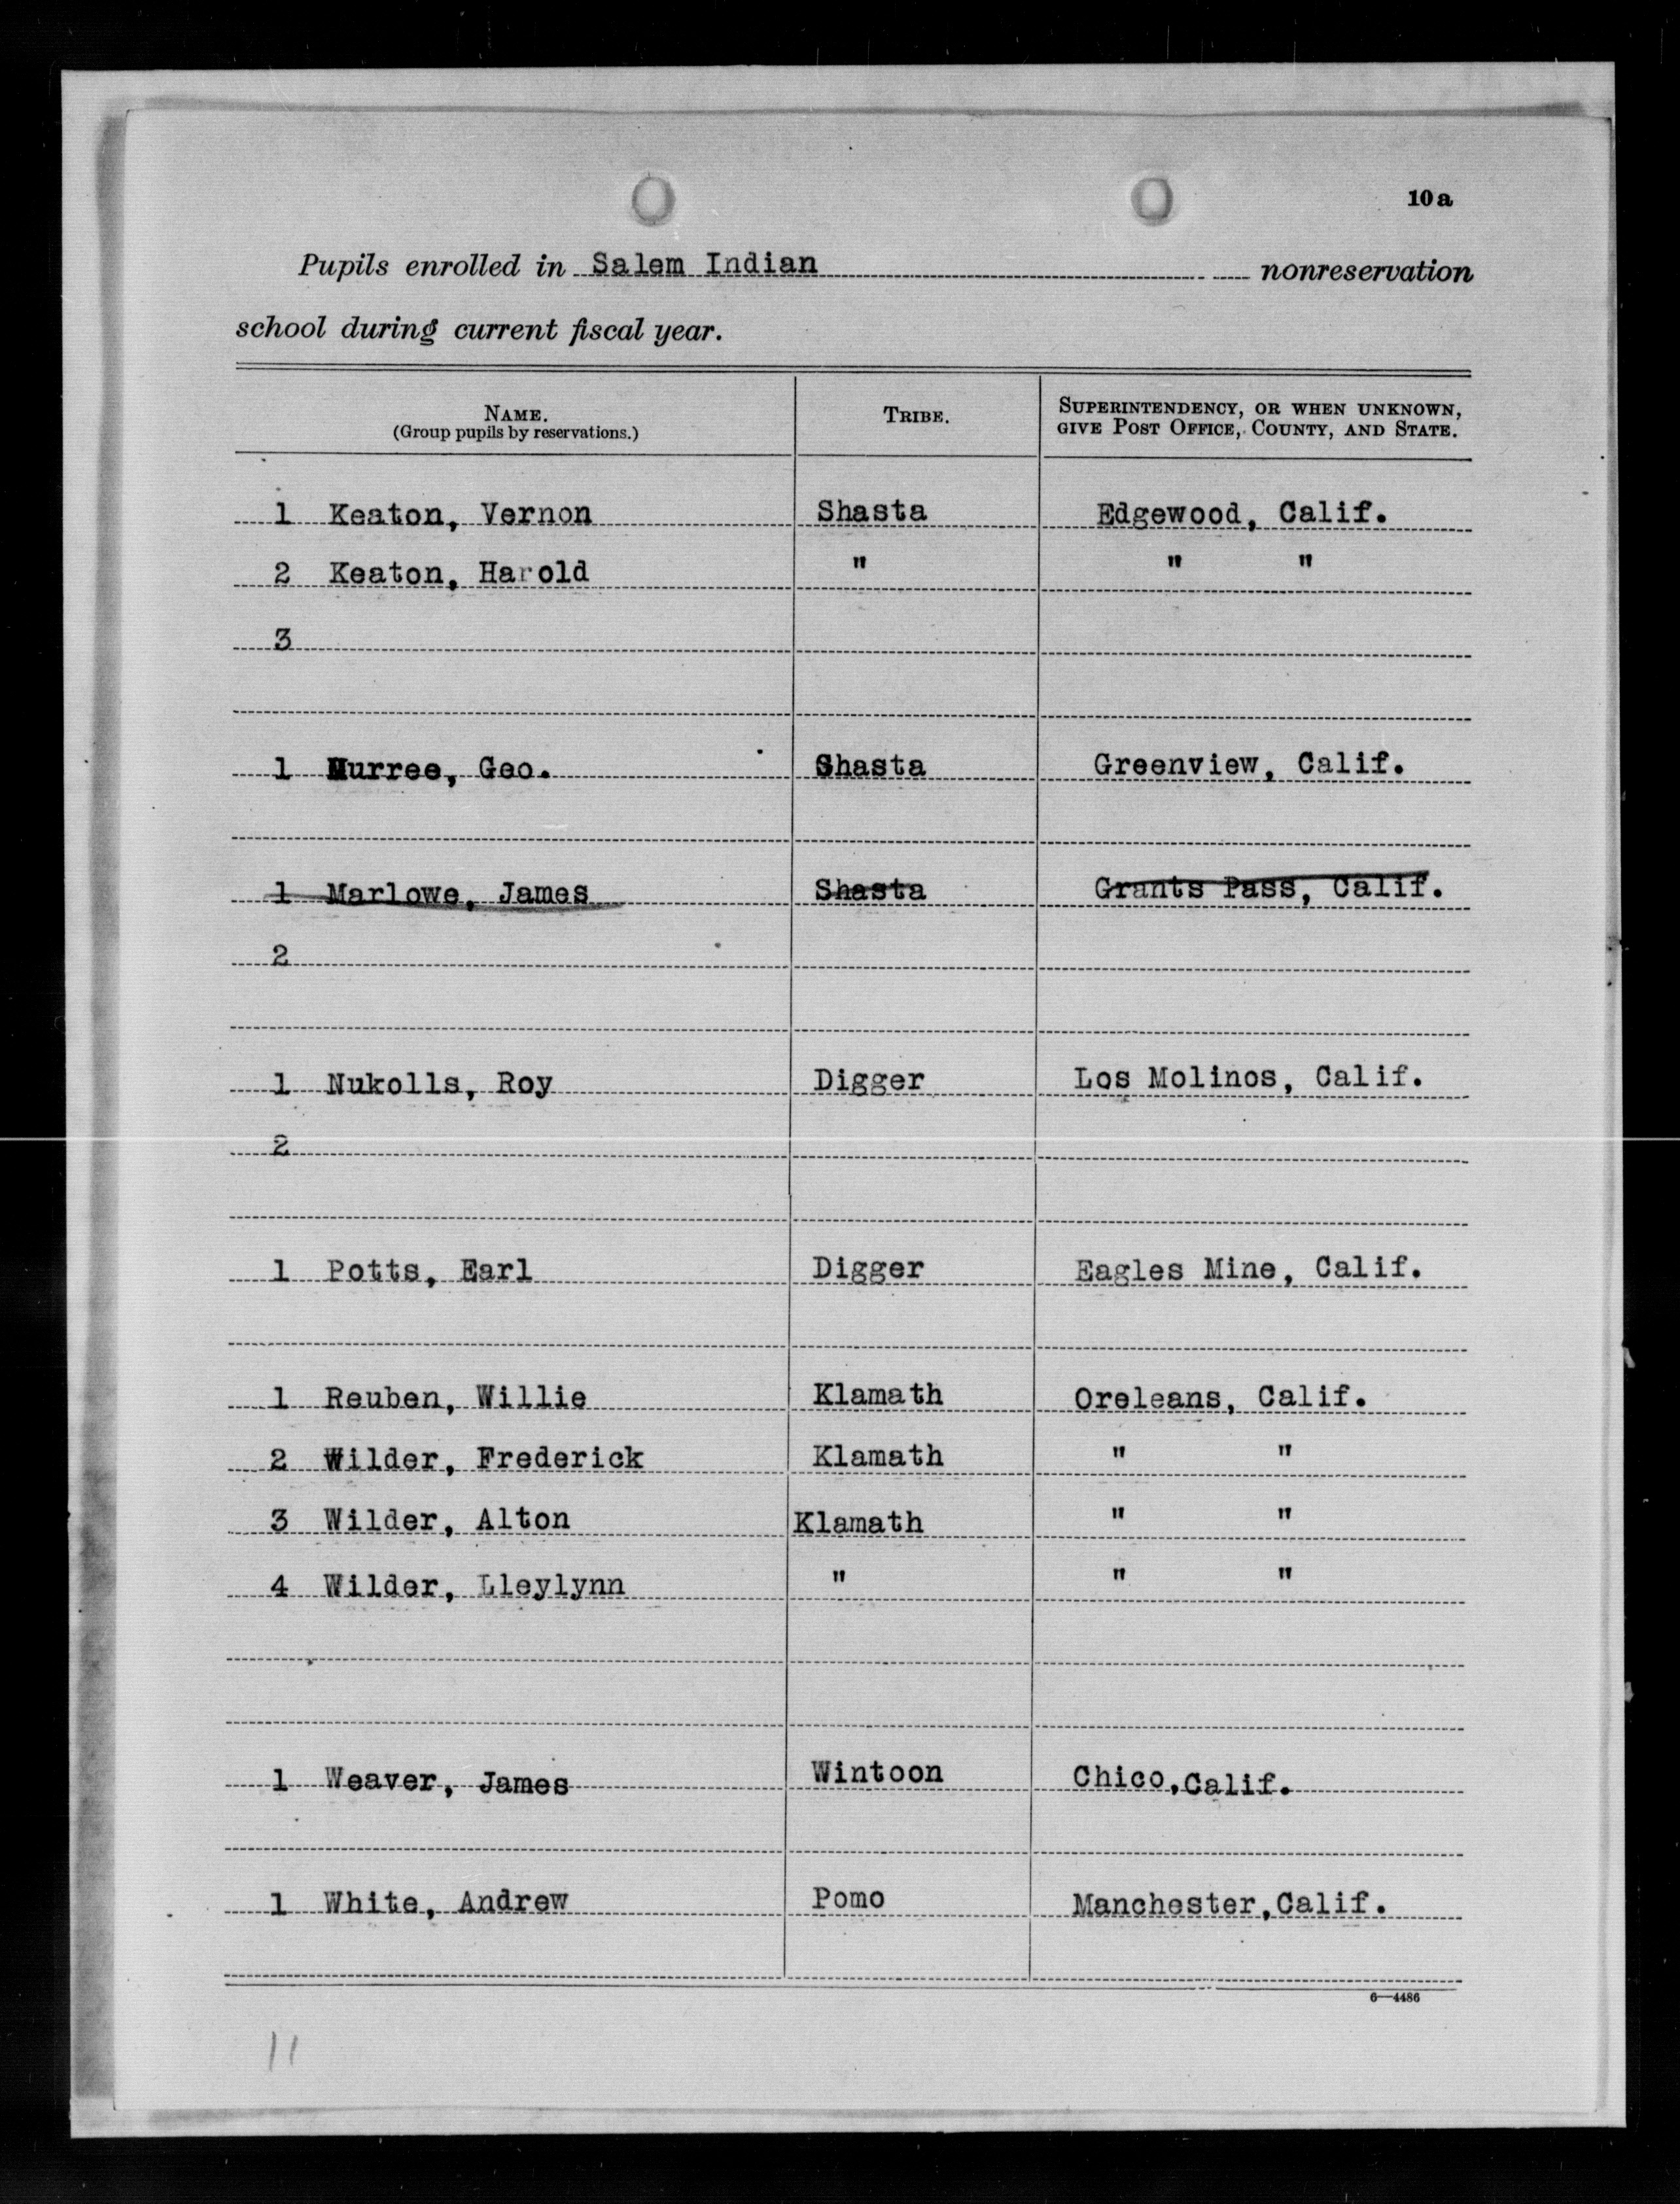 10a
Pupils enrolled in Salem Indian nonreservation
school during current fiscal year.
NAME. TRIBE. SUPERINTENDENCY, OR WHEN UNKNOWN,
(Group pupils by reservations.) GIVE POST OFFICE, COUNTY, AND STATE.
1 Keaton, Vernon Shasta Edgewood, Calif.
2 Keaton, Harold " " "
3
1 Murree, Geo. Shasta Greenview, Calif.
1 Marlowe, James Shasta Grants Pass, Calif.
2
1 Nukolls, Roy Digger Los Molinos, Calif.
2
1 Potts, Earl Digger Eagles Mine, Calif.
1 Reuben, Willie Klamath Oreleans, Calif.
2 Wilder, Frederick Klamath " "
3 Wilder, Alton Klamath " "
4 Wilder, Lleylynn " " "
1 Weaver, James Wintoon Chico, Calif.
1 White, Andrew Pomo Manchester, Calif.
6—4486
11